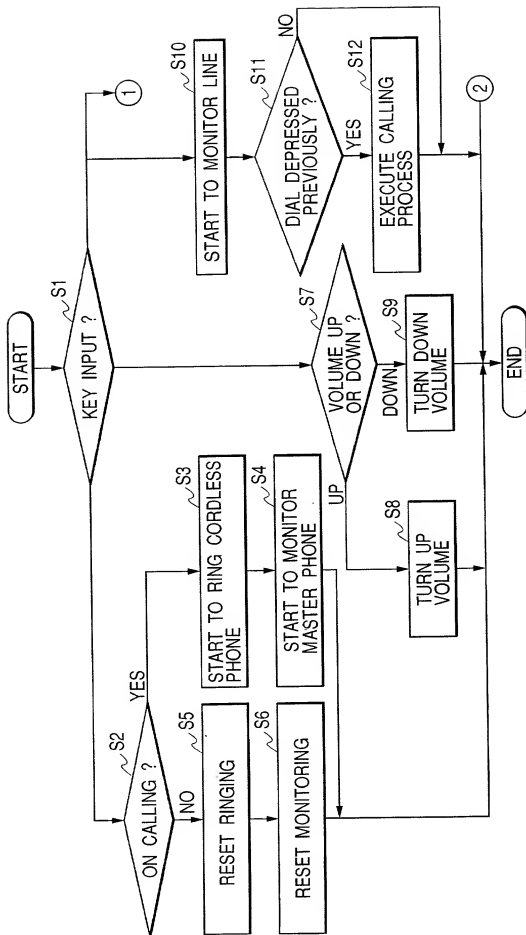 START
S1
KEY INPUT ?
1
S2
ON CALLING ?
YES
NO
S3
START TO RING CORDLESS
PHONE
S4
START TO MONITOR
MASTER PHONE
S5
RESET RINGING
S6
RESET MONITORING
S7
VOLUME UP
OR DOWN ?
UP
DOWN
S8
TURN UP
VOLUME
S9
TURN DOWN
VOLUME
S10
START TO MONITOR LINE
S11
DIAL DEPRESSED
PREVIOUSLY ?
NO
YES
S12
EXECUTE CALLING
PROCESS
2
END